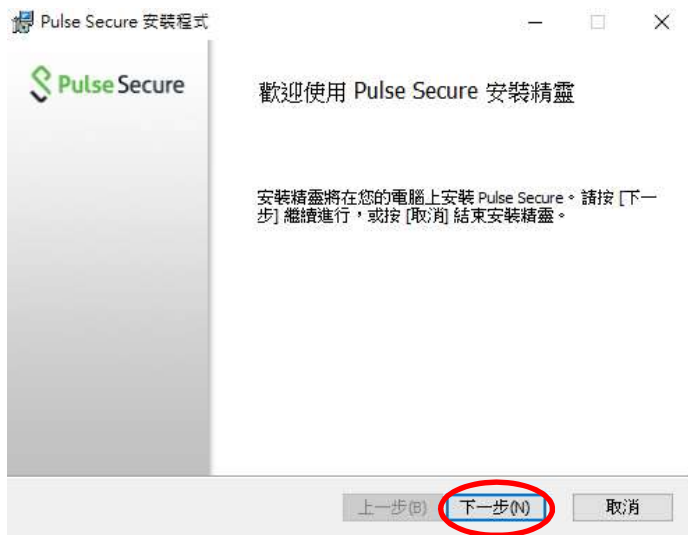 Pulse Secure 安裝程式
Pulse Secure
歡迎使用 Pulse Secure 安裝精靈
安裝精靈將在您的電腦上安裝 Pulse Secure。請按 [下一
步] 繼續進行，或按 [取消] 結束安裝精靈。
上一步(B) 下一步(N) 取消